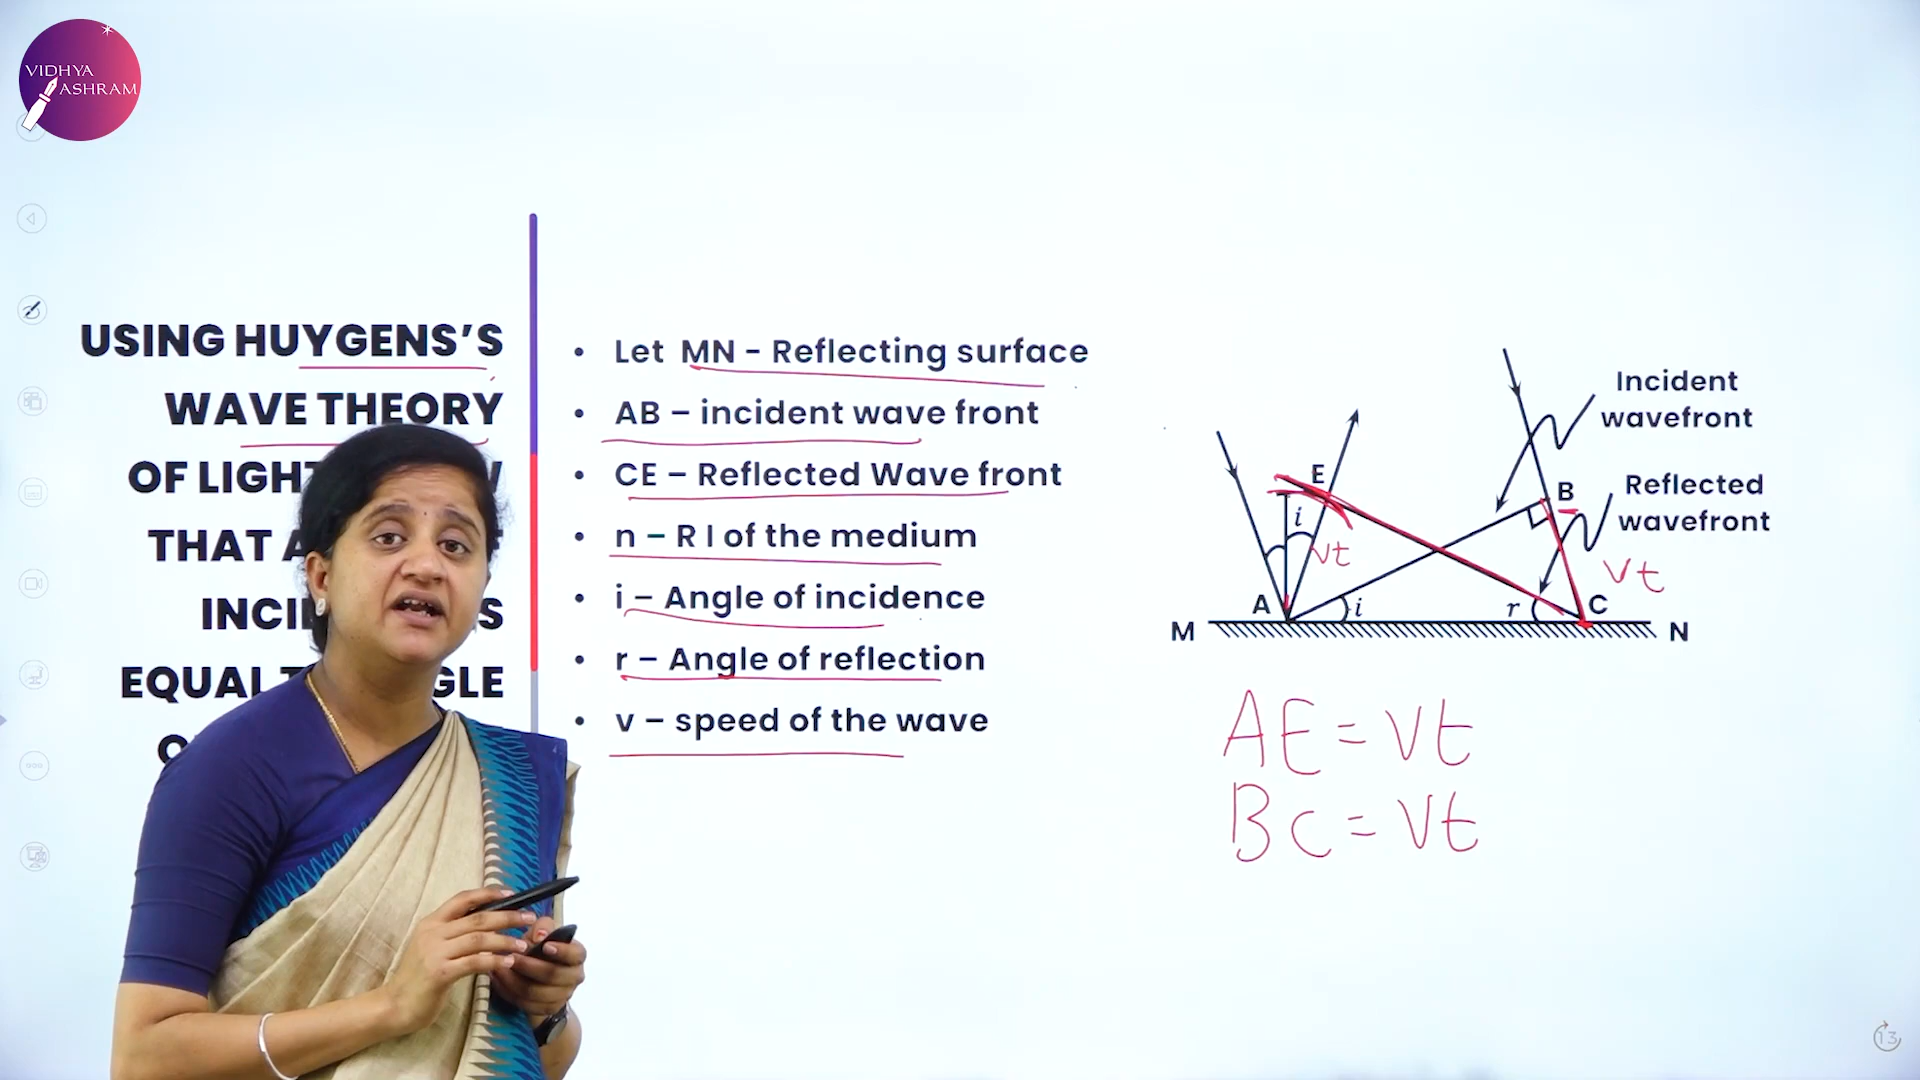 VIDHYA
ASHRAM
USING HUYGENS’S
WAVE THEORY
OF LIGH
THAT A
INCI S
EQUAL T GLE
O
• Let MN - Reflecting surface
• AB – incident wave front
• CE – Reflected Wave front
• n – R I of the medium
• i – Angle of incidence
• r – Angle of reflection
• v – speed of the wave
Incident
wavefront
Reflected
wavefront
E
B
i
vt
vt
A
i
r
C
M
N
AE = vt
BC = vt
13